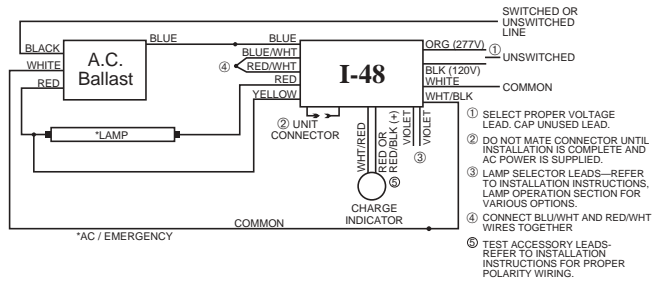 SWITCHED OR
UNSWITCHED
LINE
BLACK
BLUE
BLUE
ORG (277V)
①
UNSWITCHED
WHITE
A.C.
Ballast
BLUE/WHT
④
RED/WHT
I-48
BLK (120V)
RED
RED
WHITE
COMMON
YELLOW
WHT/BLK
*LAMP
② UNIT
CONNECTOR
WHT/RED
RED OR
RED/BLK (+)
VIOLET
VIOLET
③
⑤
CHARGE
INDICATOR
COMMON
*AC / EMERGENCY
① SELECT PROPER VOLTAGE
LEAD. CAP UNUSED LEAD.
② DO NOT MATE CONNECTOR UNTIL
INSTALLATION IS COMPLETE AND
AC POWER IS SUPPLIED.
③ LAMP SELECTOR LEADS—REFER
TO INSTALLATION INSTRUCTIONS,
LAMP OPERATION SECTION FOR
VARIOUS OPTIONS.
④ CONNECT BLU/WHT AND RED/WHT
WIRES TOGETHER
⑤ TEST ACCESSORY LEADS-
REFER TO INSTALLATION
INSTRUCTIONS FOR PROPER
POLARITY WIRING.